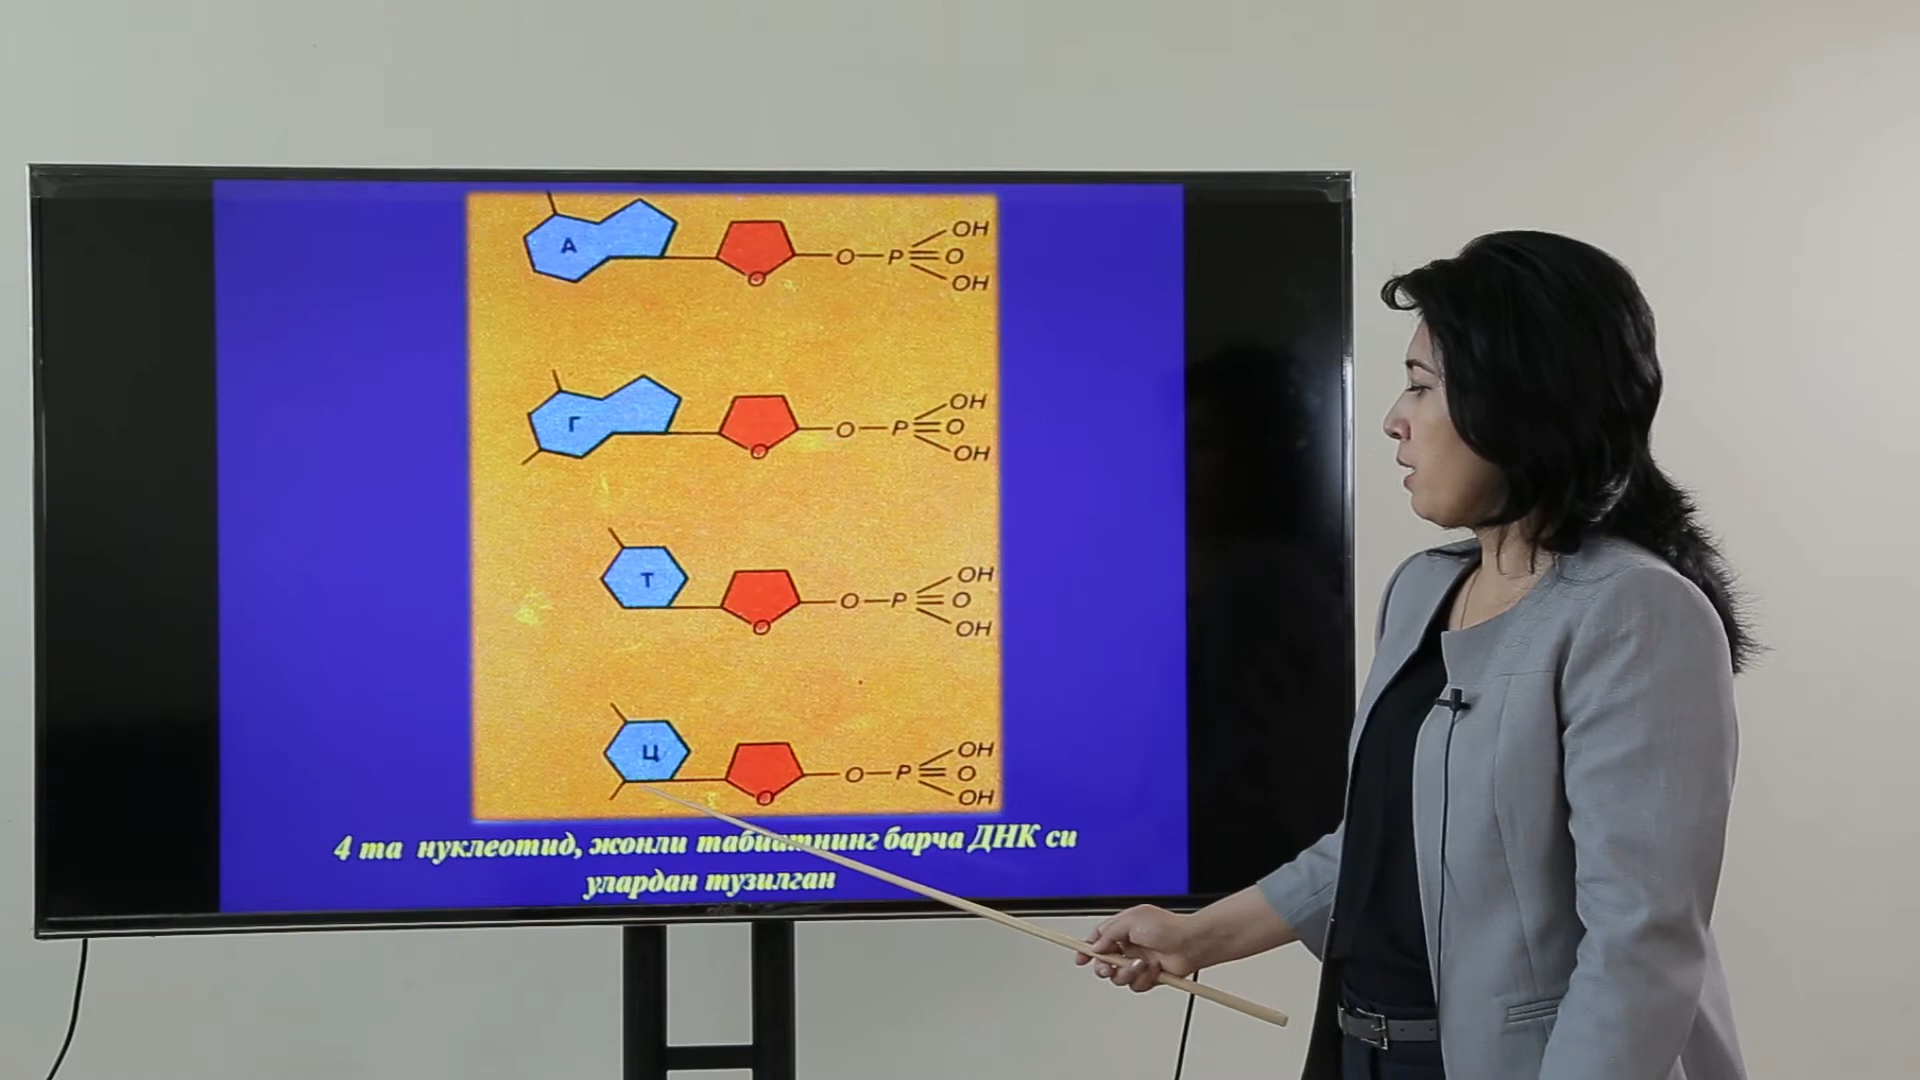 А
O
O—P
OH
O
OH
Г
O
O—P
OH
O
OH
Т
O
O—P
OH
O
OH
Ц
O
O—P
OH
O
OH
4 та нуклеотид, жонли табиатнинг барча ДНК си
улардан тузилган